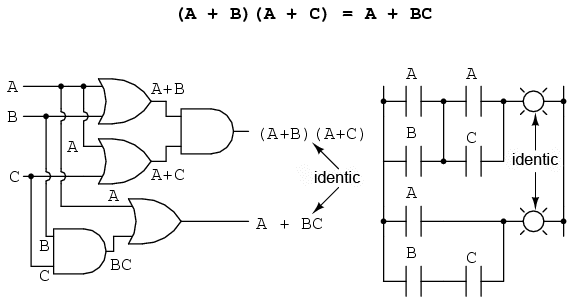 (A + B)(A + C) = A + BC
A
B
C
A
A+B
A+C
(A+B)(A+C)
identic
A
B
C
BC
A + BC
A
A
B
C
identic
A
B
C